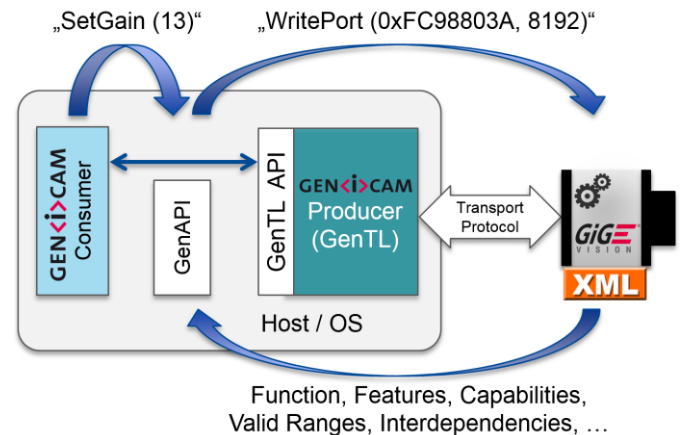 „SetGain (13)“
„WritePort (0xFC98803A, 8192)“
GEN<i>CAM
Consumer
GenAPI
GenTL API
GEN<i>CAM
Producer
(GenTL)
Transport
Protocol
GiGE
VISION
XML
Host / OS
Function, Features, Capabilities,
Valid Ranges, Interdependencies, ...